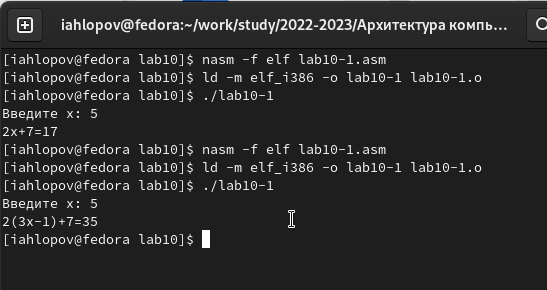 iahlopov@fedora:~/work/study/2022-2023/Архитектура компь...
[iahlopov@fedora lab10]$ nasm -f elf lab10-1.asm
[iahlopov@fedora lab10]$ ld -m elf_i386 -o lab10-1 lab10-1.o
[iahlopov@fedora lab10]$ ./lab10-1
Введите x: 5
2x+7=17
[iahlopov@fedora lab10]$ nasm -f elf lab10-1.asm
[iahlopov@fedora lab10]$ ld -m elf_i386 -o lab10-1 lab10-1.o
[iahlopov@fedora lab10]$ ./lab10-1
Введите x: 5
2(3x-1)+7=35
[iahlopov@fedora lab10]$